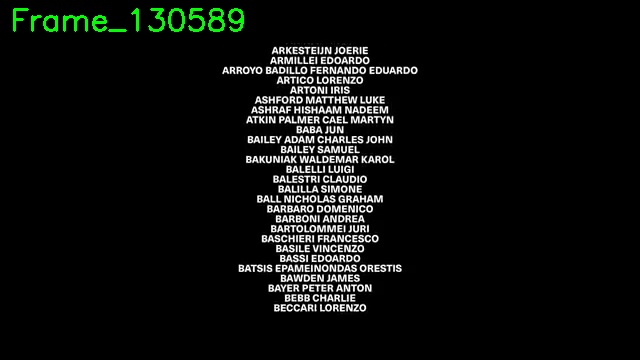 Frame_130589
ARKESTEIJN JOERIE
ARMILLEI EDOARDO
ARROYO BADILLO FERNANDO EDUARDO
ARTICO LORENZO
ARTONI IRIS
ASHFORD MATTHEW LUKE
ASHRAF HISHAAM NADEEM
ATKIN PALMER CAEL MARTYN
BABA JUN
BAILEY ADAM CHARLES JOHN
BAILEY SAMUEL
BAKUNIAK WALDEMAR KAROL
BALELLI LUIGI
BALESTRI CLAUDIO
BALILLA SIMONE
BALL NICHOLAS GRAHAM
BARBARO DOMENICO
BARBONI ANDREA
BARTOLOMMEI JURI
BASCHIERI FRANCESCO
BASILE VINCENZO
BASSI EDOARDO
BATSIS EPAMEINONDAS ORESTIS
BAWDEN JAMES
BAYER PETER ANTON
BEBB CHARLIE
BECCARI LORENZO